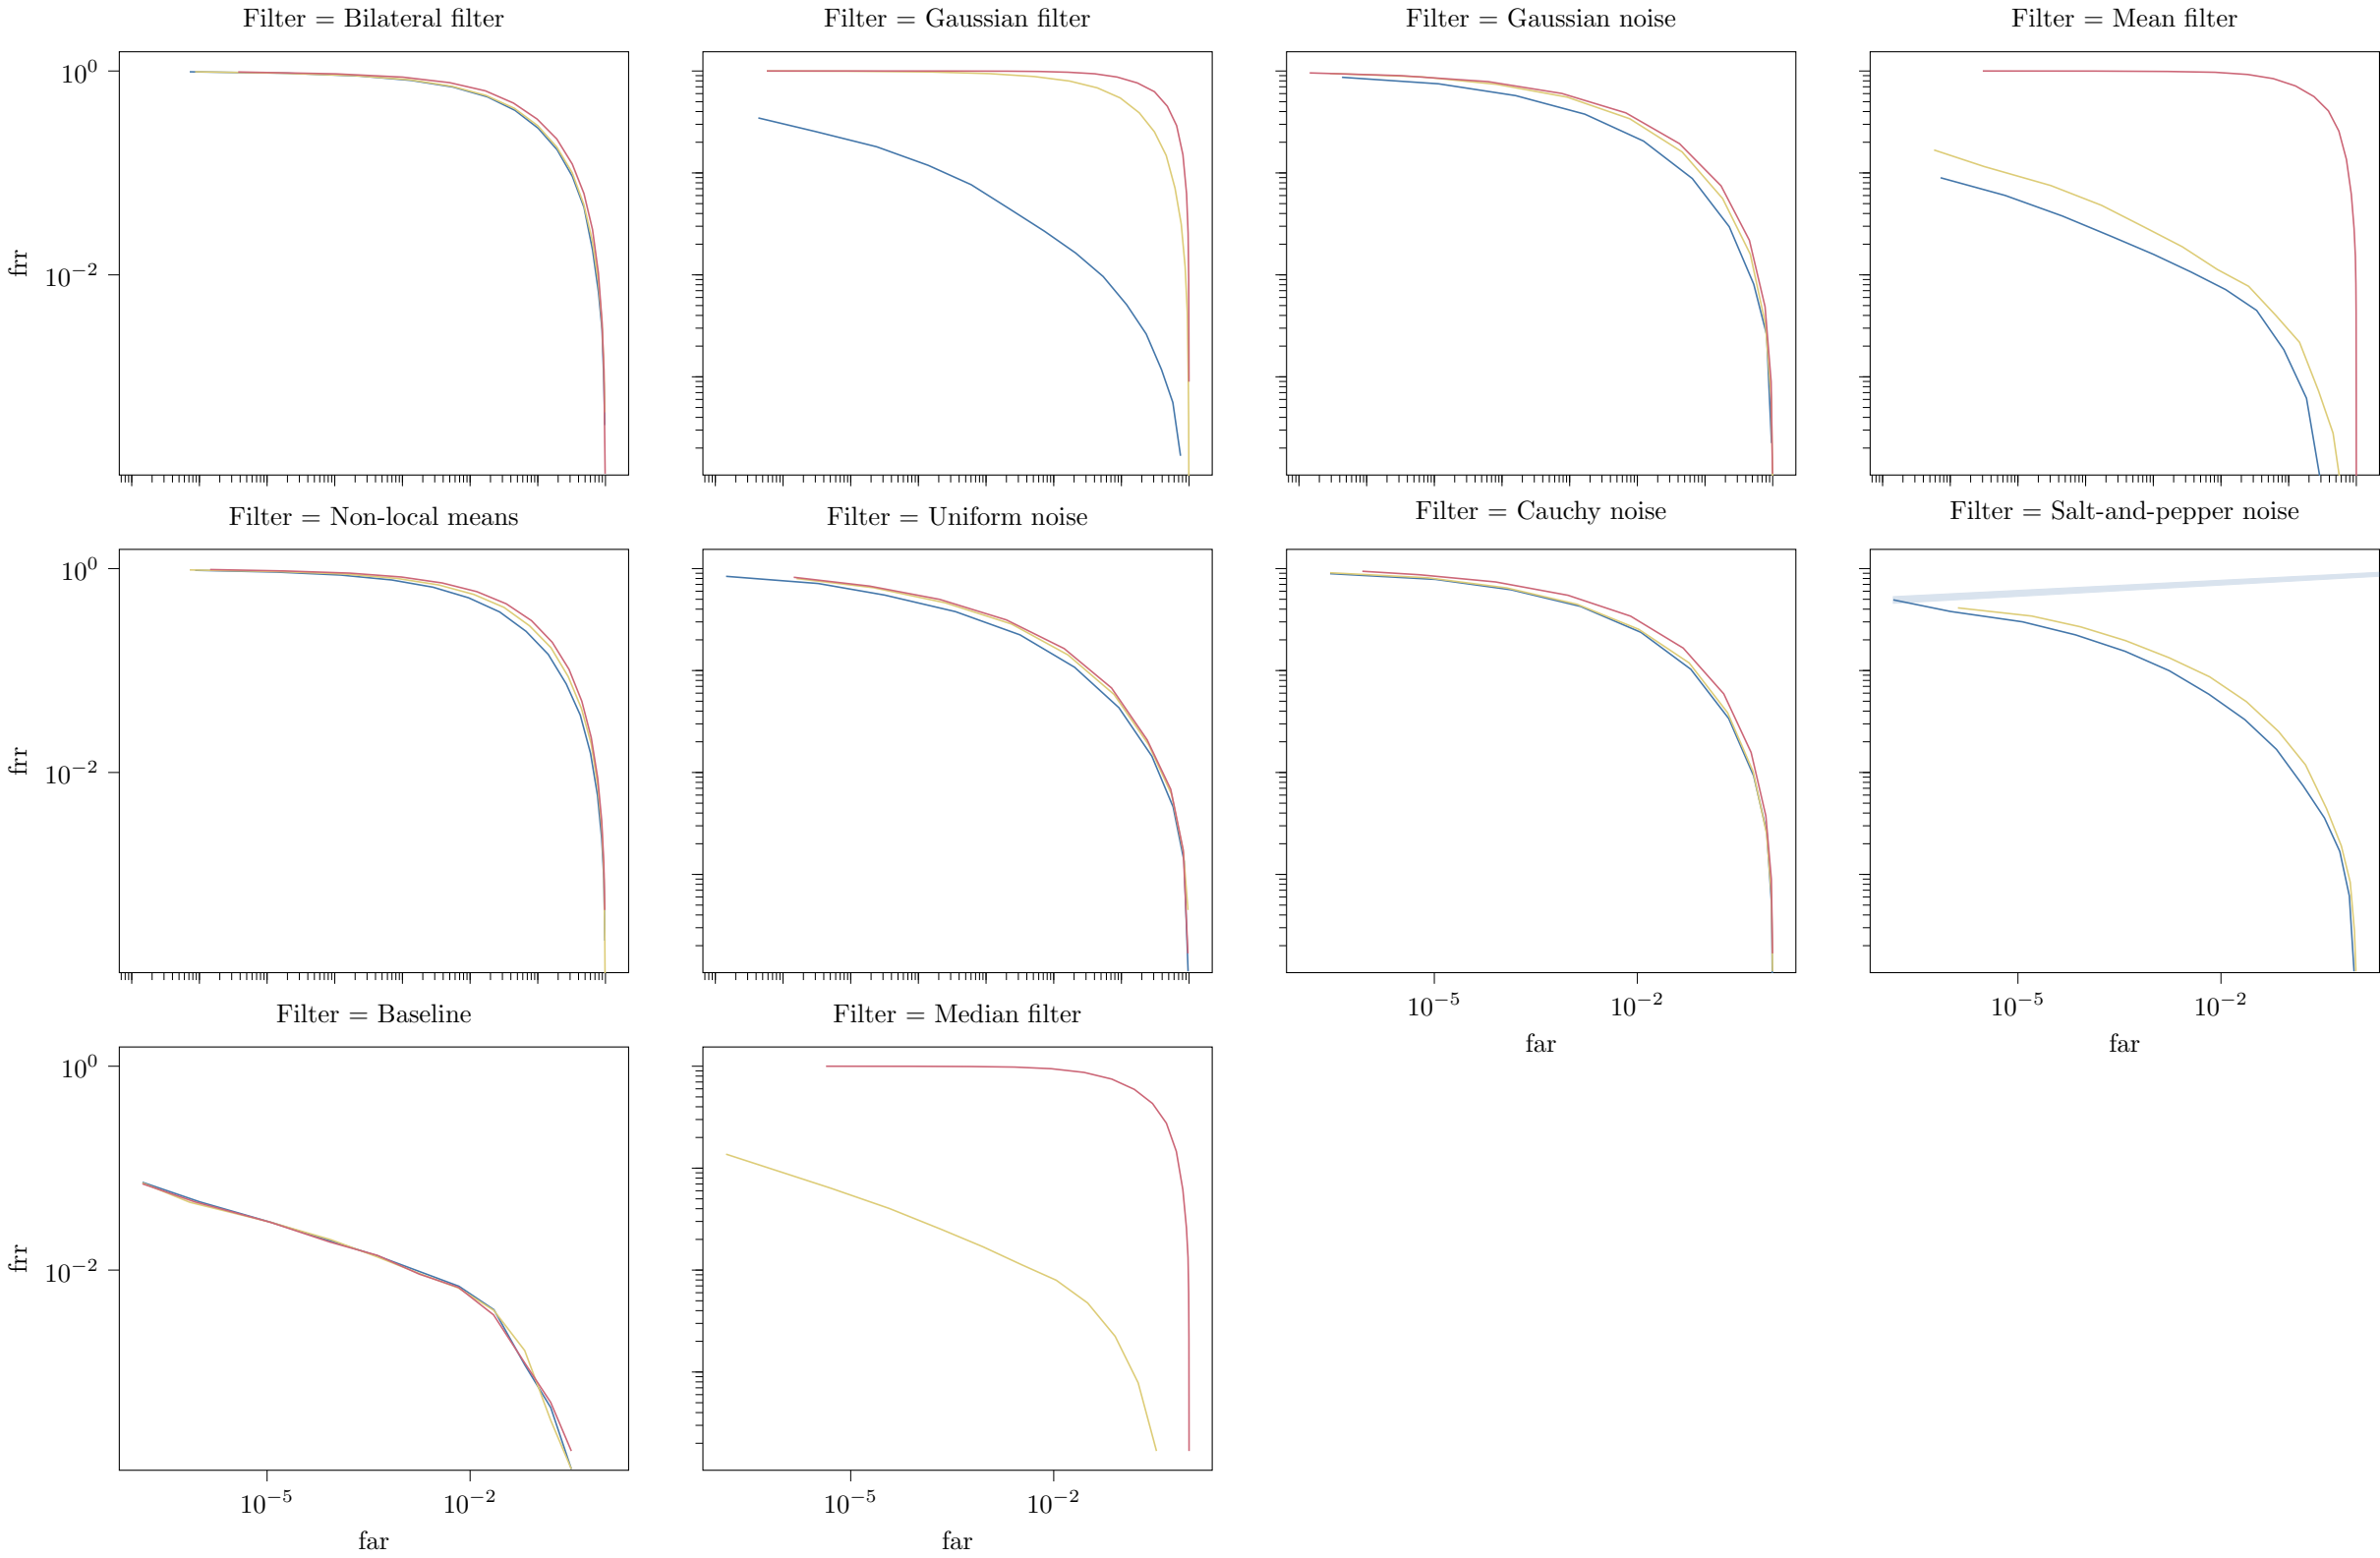 Filter = Bilateral filter
Filter = Gaussian filter
Filter = Gaussian noise
Filter = Mean filter
10^0
10^−2
frr
Filter = Non-local means
Filter = Uniform noise
Filter = Cauchy noise
Filter = Salt-and-pepper noise
10^0
10^−2
frr
10^−5
10^−2
far
10^−5
10^−2
far
Filter = Baseline
Filter = Median filter
10^0
10^−2
frr
10^−5
10^−2
far
10^−5
10^−2
far